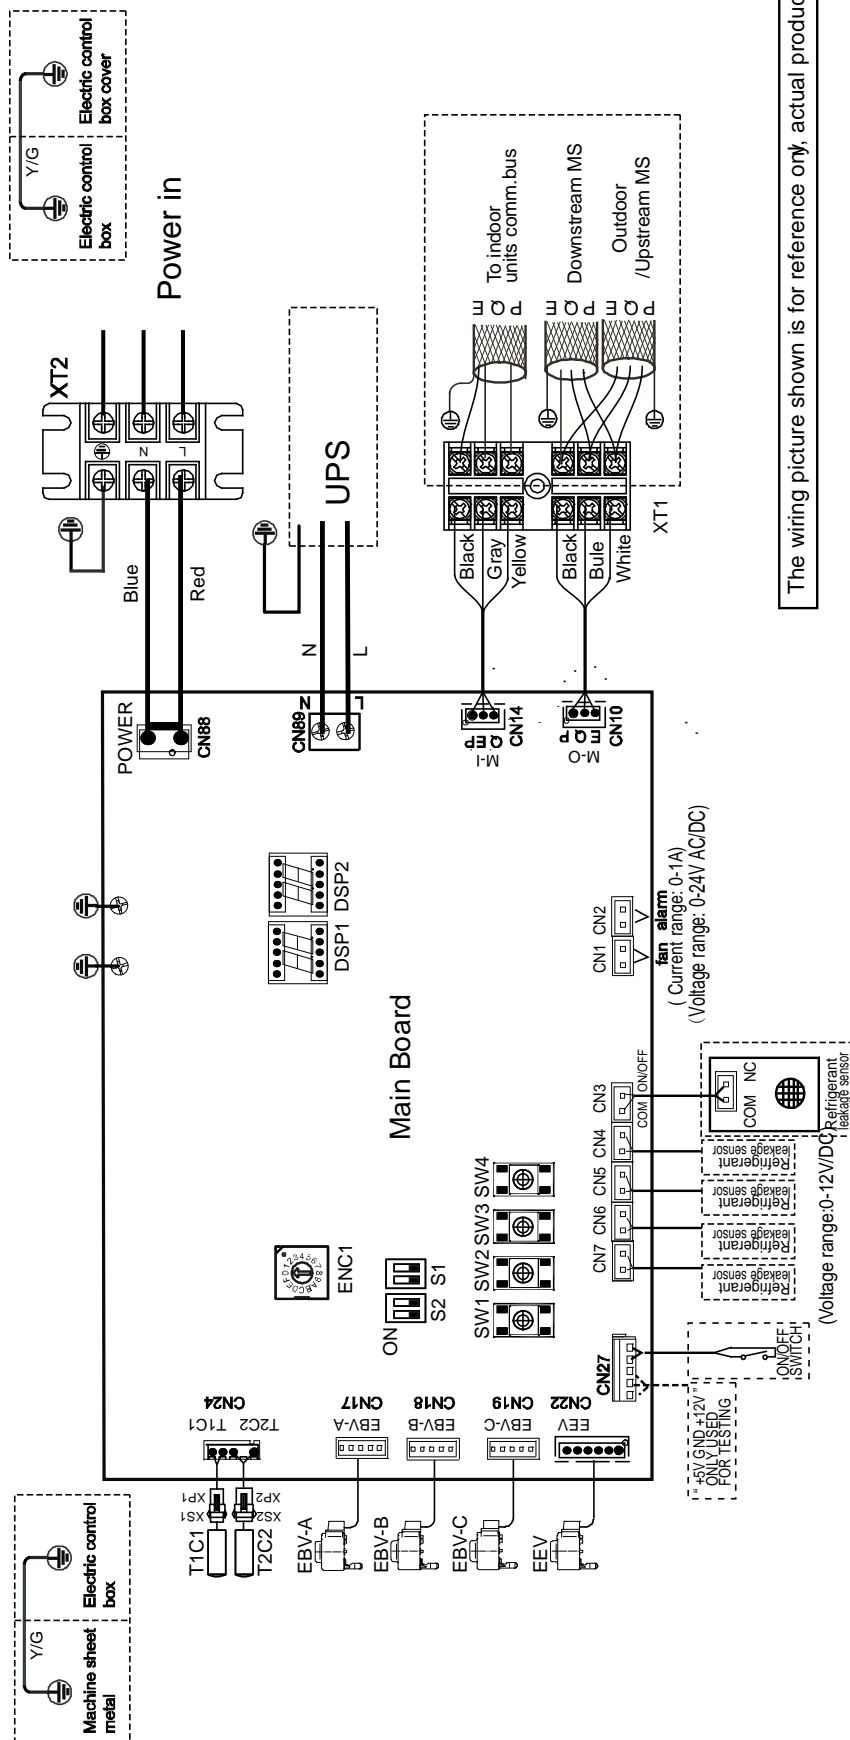 Y/G
Electric control
box
Electric control
box cover
Power in
XT2
N
L
UPS
Blue
Red
N
L
To indoor
units comm.bus
P Q E
Downstream MS
P Q E
Outdoor
/Upstream MS
P Q E
XT1
Black
Gray
Yellow
Black
Bule
White
The wiring picture shown is for reference only, actual produc
POWER
CN88
CN89
N
L
M-I
Q E P
CN14
M-O
P Q E
CN10
DSP1
DSP2
Main Board
ENC1
0123456789ABCDEF
ON
S2
S1
SW1
SW2
SW3
SW4
CN1
CN2
fan alarm
( Current range: 0-1A)
(Voltage range: 0-24V AC/DC)
CN7
CN6
CN5
CN4
CN3
COM ON/OFF
COM NC
Refrigerant
leakage sensor
Refrigerant
leakage sensor
Refrigerant
leakage sensor
Refrigerant
leakage sensor
Refrigerant
leakage sensor
(Voltage range:0-12V/DC)
CN27
ON/OFF
SWITCH
" +5V GND +12V "
ONLY USED
FOR TESTING
CN24
T1C1
T2C2
XP1
XS1
XP2
XS2
T1C1
T2C2
CN17
EBV-A
CN18
EBV-B
CN19
EBV-C
CN22
EEV
EBV-A
EBV-B
EBV-C
EEV
Y/G
Machine sheet
metal
Electric control
box